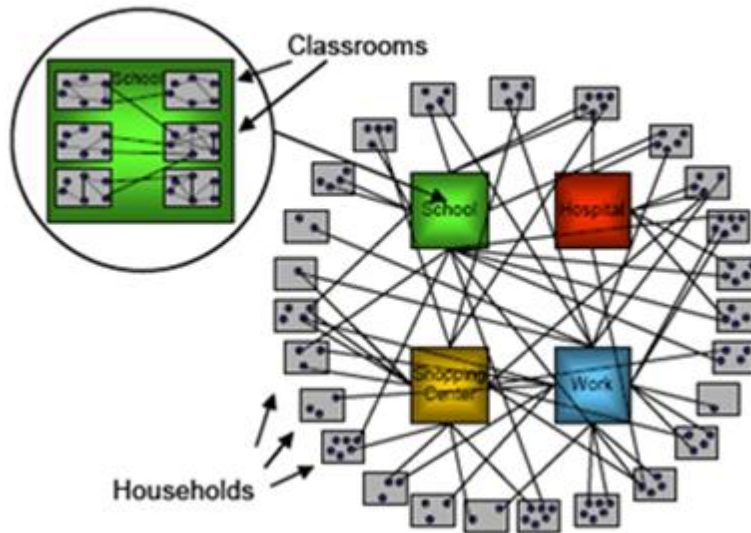 Classrooms
School
School
Hospital
Shopping
Center
Work
Households